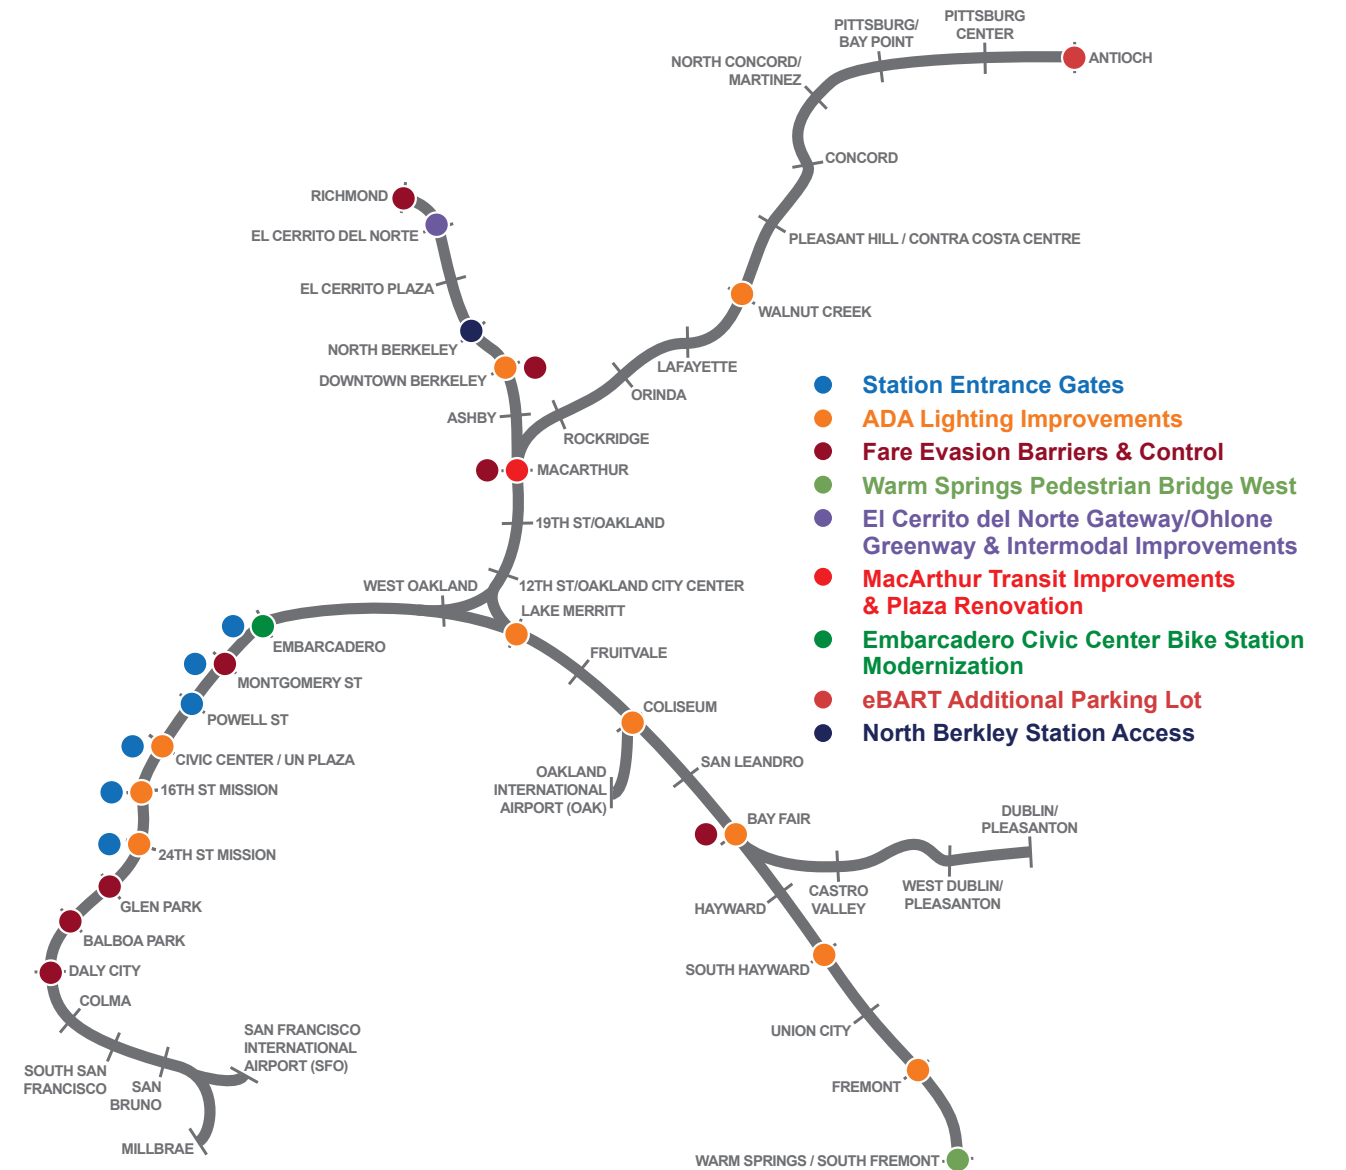 PITTSBURG/
BAY POINT
PITTSBURG
CENTER
ANTIOCH
NORTH CONCORD/
MARTINEZ
CONCORD
PLEASANT HILL / CONTRA COSTA CENTRE
WALNUT CREEK
LAFAYETTE
ORINDA
ROCKRIDGE
RICHMOND
EL CERRITO DEL NORTE
EL CERRITO PLAZA
NORTH BERKELEY
DOWNTOWN BERKELEY
ASHBY
MACARTHUR
19TH ST/OAKLAND
12TH ST/OAKLAND CITY CENTER
WEST OAKLAND
LAKE MERRITT
FRUITVALE
COLISEUM
OAKLAND
INTERNATIONAL
AIRPORT (OAK)
SAN LEANDRO
BAY FAIR
CASTRO
VALLEY
WEST DUBLIN/
PLEASANTON
DUBLIN/
PLEASANTON
HAYWARD
SOUTH HAYWARD
UNION CITY
FREMONT
WARM SPRINGS / SOUTH FREMONT
EMBARCADERO
MONTGOMERY ST
POWELL ST
CIVIC CENTER / UN PLAZA
16TH ST MISSION
24TH ST MISSION
GLEN PARK
BALBOA PARK
DALY CITY
COLMA
SOUTH SAN
FRANCISCO
SAN
BRUNO
SAN FRANCISCO
INTERNATIONAL
AIRPORT (SFO)
MILLBRAE
Station Entrance Gates
ADA Lighting Improvements
Fare Evasion Barriers & Control
Warm Springs Pedestrian Bridge West
El Cerrito del Norte Gateway/Ohlone
Greenway & Intermodal Improvements
MacArthur Transit Improvements
& Plaza Renovation
Embarcadero Civic Center Bike Station
Modernization
eBART Additional Parking Lot
North Berkley Station Access